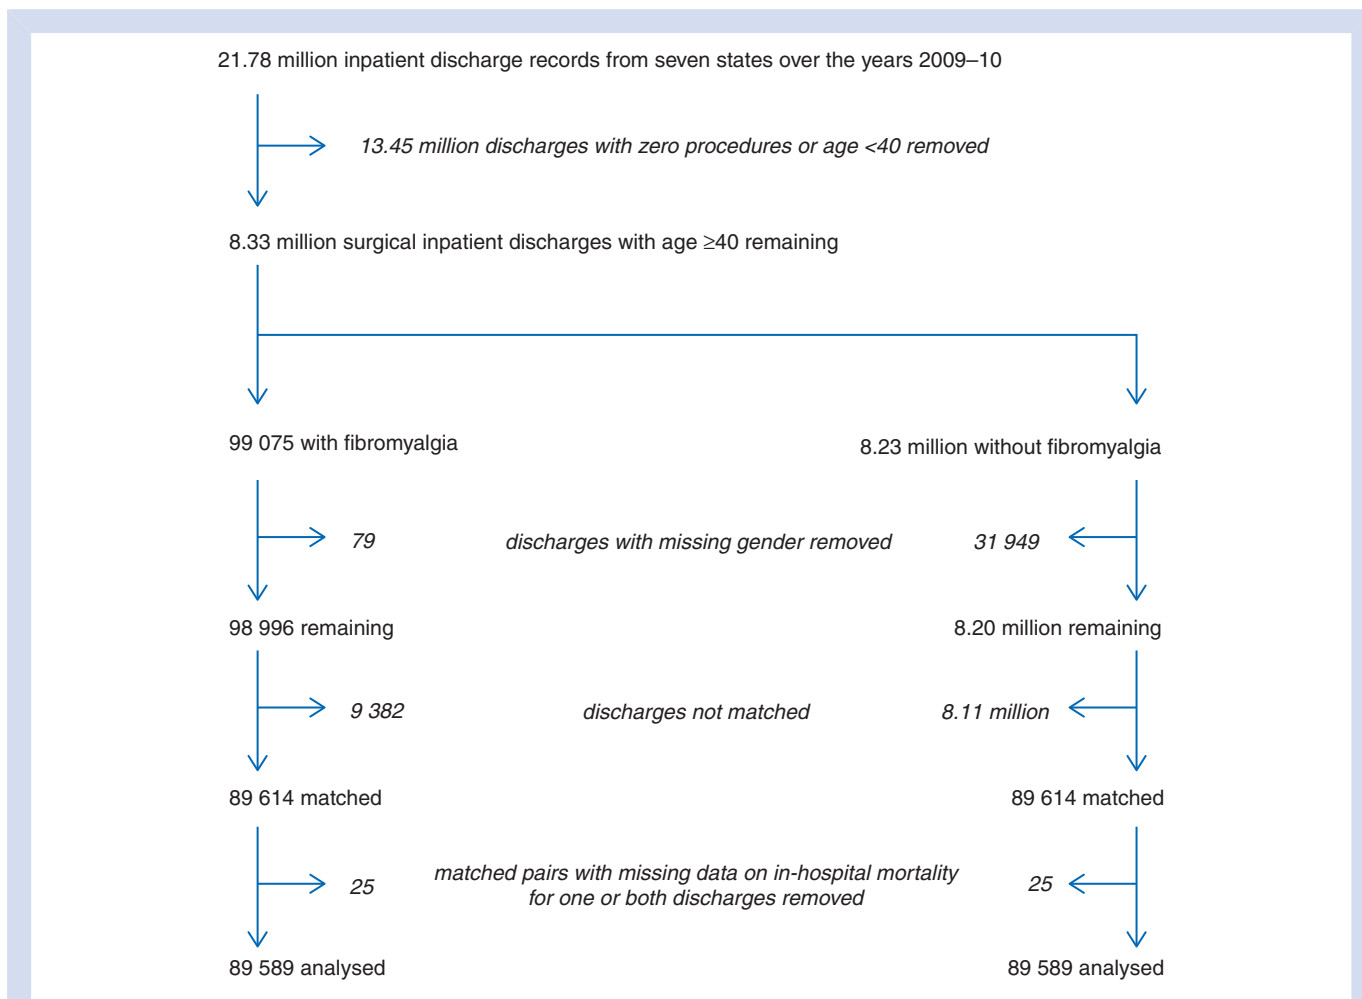 21.78 million inpatient discharge records from seven states over the years 2009–10
13.45 million discharges with zero procedures or age <40 removed
8.33 million surgical inpatient discharges with age ≥40 remaining
99 075 with fibromyalgia
8.23 million without fibromyalgia
79
discharges with missing gender removed
31 949
98 996 remaining
8.20 million remaining
9 382
discharges not matched
8.11 million
89 614 matched
89 614 matched
25
matched pairs with missing data on in-hospital mortality
for one or both discharges removed
25
89 589 analysed
89 589 analysed